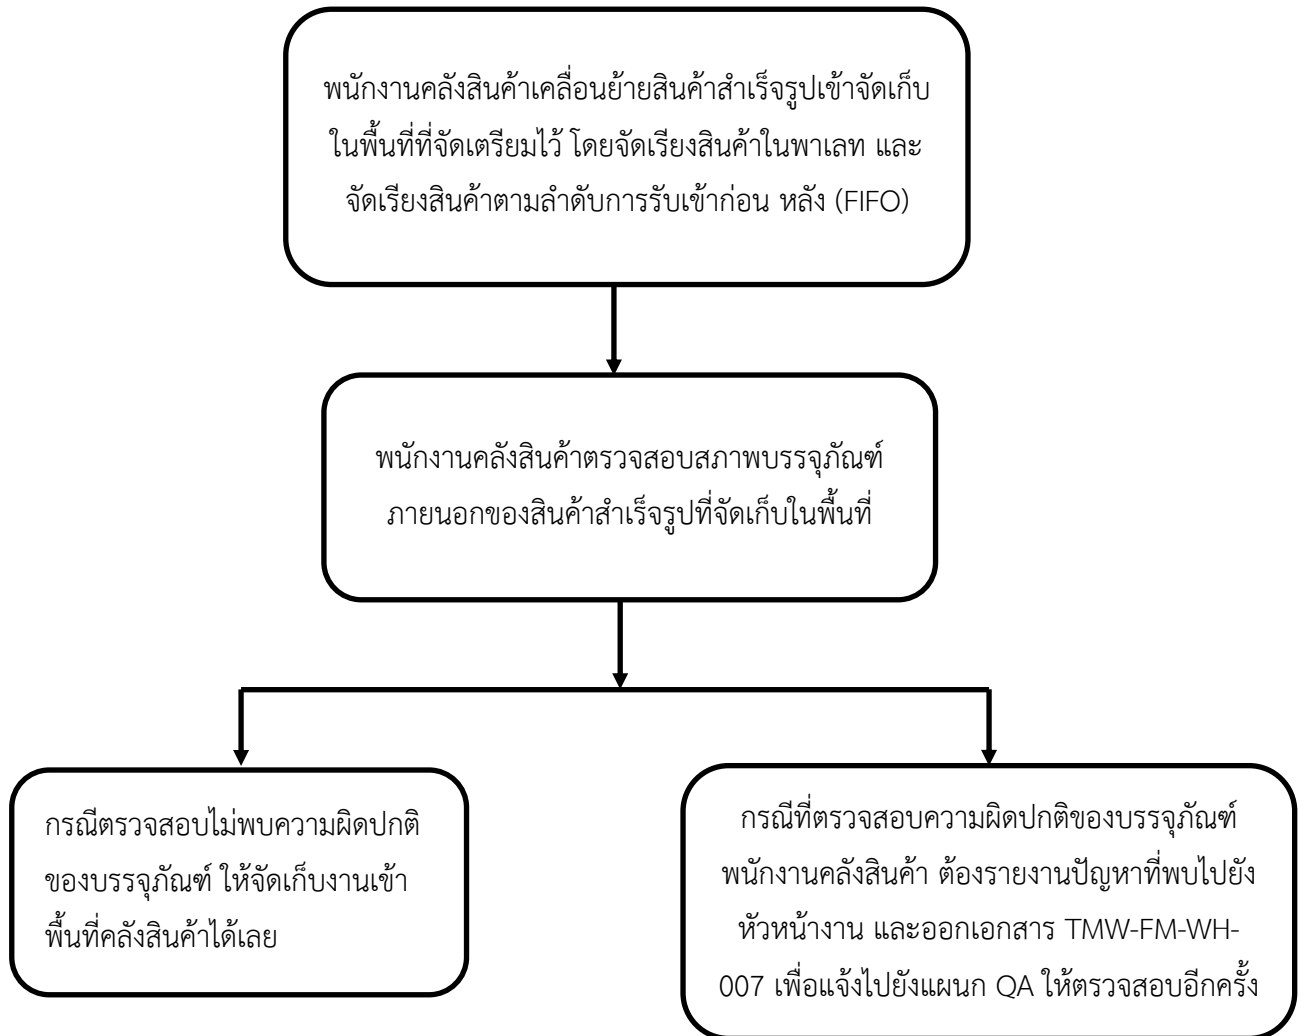 พนักงานคลังสินค้าเคลื่อนย้ายสินค้าสำเร็จรูปเข้าจัดเก็บ
ในพื้นที่ที่จัดเตรียมไว้ โดยจัดเรียงสินค้าในพาเลท และ
จัดเรียงสินค้าตามลำดับการรับเข้าก่อน หลัง (FIFO)
พนักงานคลังสินค้าตรวจสอบสภาพบรรจุภัณฑ์
ภายนอกของสินค้าสำเร็จรูปที่จัดเก็บในพื้นที่
กรณีตรวจสอบไม่พบความผิดปกติ
ของบรรจุภัณฑ์ ให้จัดเก็บงานเข้า
พื้นที่คลังสินค้าได้เลย
กรณีที่ตรวจสอบความผิดปกติของบรรจุภัณฑ์
พนักงานคลังสินค้า ต้องรายงานปัญหาที่พบไปยัง
หัวหน้างาน และออกเอกสาร TMW-FM-WH-
007 เพื่อแจ้งไปยังแผนก QA ให้ตรวจสอบอีกครั้ง